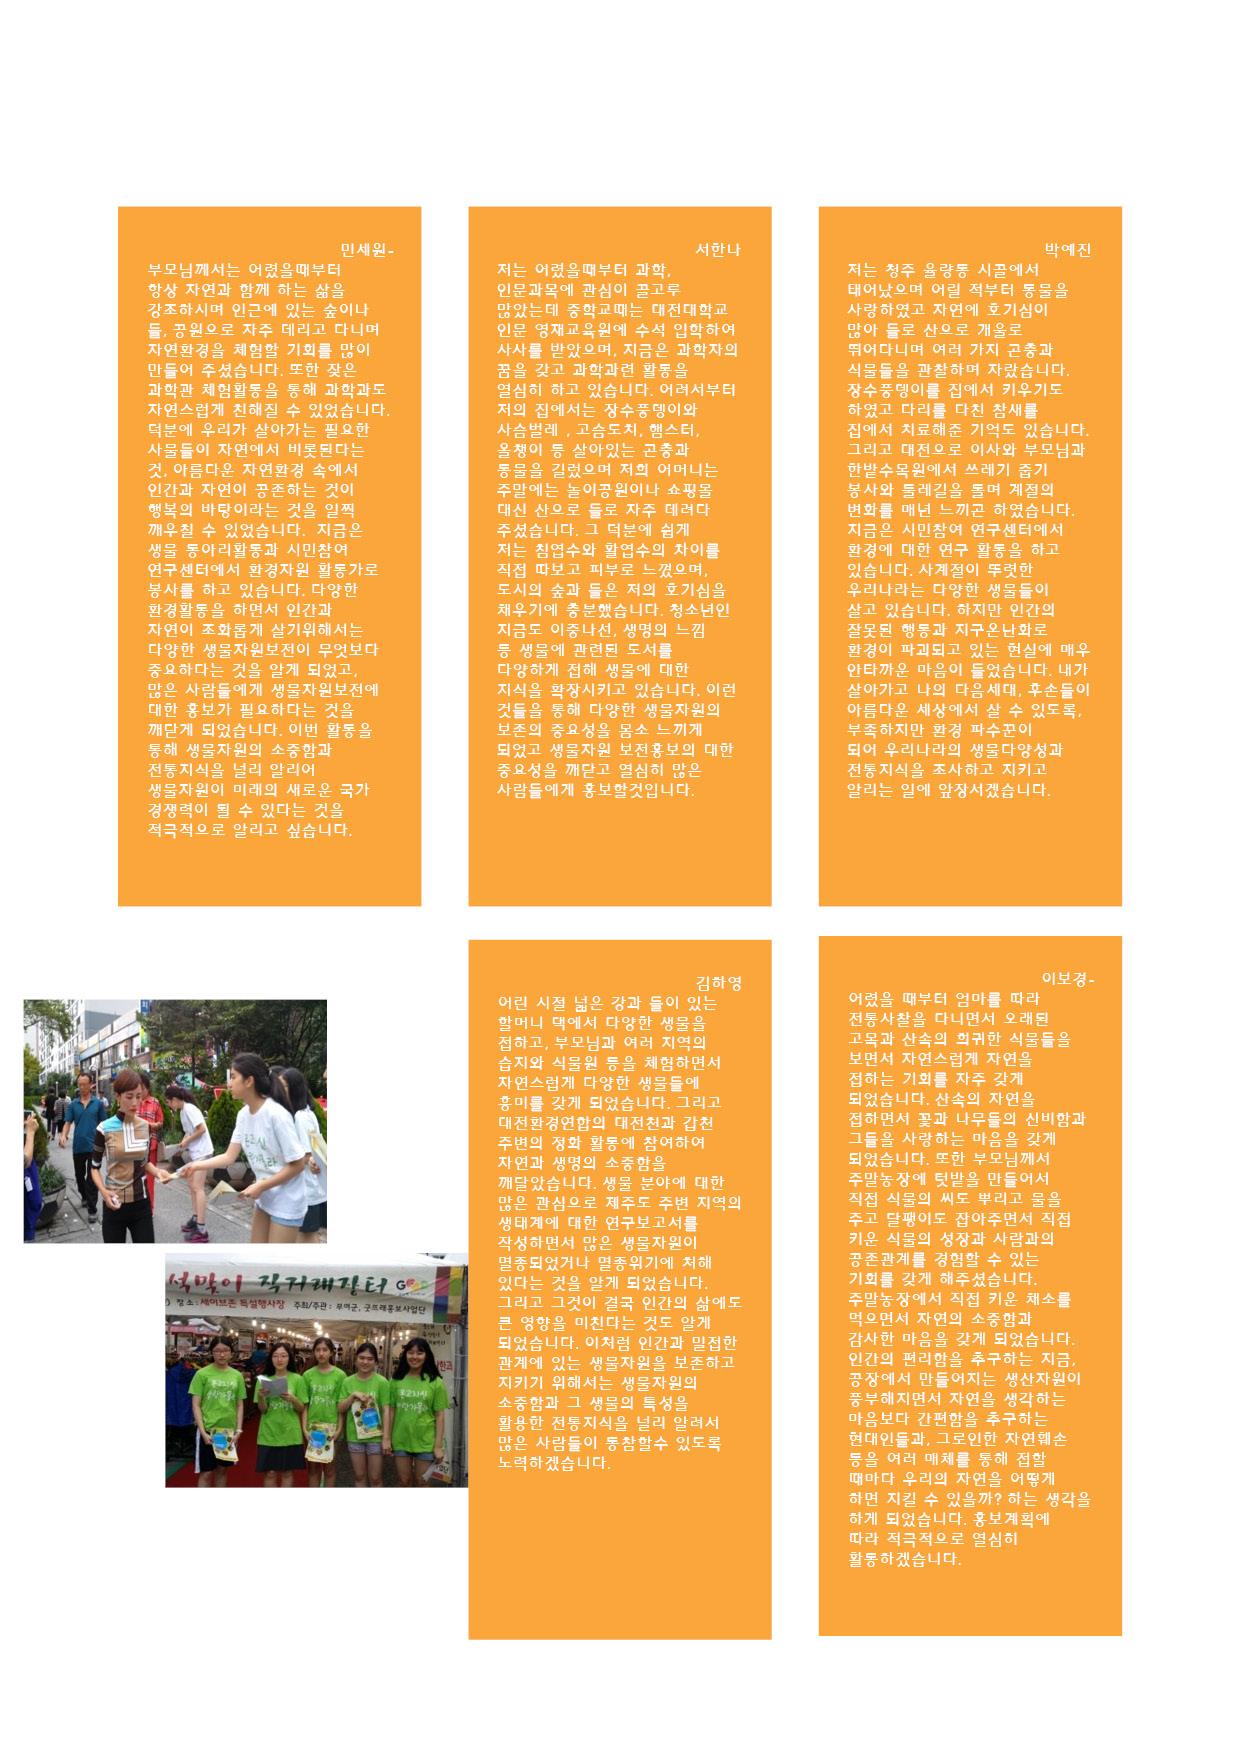 민세원-
부모님께서는 어렸을때부터
항상 자연과 함께 하는 삶을
강조하시며 인근에 있는 숲이나
들, 공원으로 자주 데리고 다니며
자연환경을 체험할 기회를 많이
만들어 주셨습니다. 또한 잦은
과학관 체험활동을 통해 과학과도
자연스럽게 친해질 수 있었습니다.
덕분에 우리가 살아가는 필요한
사물들이 자연에서 비롯된다는
것, 아름다운 자연환경 속에서
인간과 자연이 공존하는 것이
행복의 바탕이라는 것을 일찍
깨우칠 수 있었습니다. 지금은
생물 동아리활동과 시민참여
연구센터에서 환경자원 활동가로
봉사를 하고 있습니다. 다양한
환경활동을 하면서 인간과
자연이 조화롭게 살기위해서는
다양한 생물자원보전이 무엇보다
중요하다는 것을 알게 되었고,
많은 사람들에게 생물자원보전에
대한 홍보가 필요하다는 것을
깨닫게 되었습니다. 이번 활동을
통해 생물자원의 소중함과
전통지식을 널리 알리어
생물자원이 미래의 새로운 국가
경쟁력이 될 수 있다는 것을
적극적으로 알리고 싶습니다.
서한나
저는 어렸을때부터 과학,
인문과목에 관심이 골고루
많았는데 중학교때는 대전대학교
인문 영재교육원에 수석 입학하여
사사를 받았으며, 지금은 과학자의
꿈을 갖고 과학과련 활동을
열심히 하고 있습니다. 어려서부터
저의 집에서는 장수풍뎅이와
사슴벌레 , 고슴도치, 햄스터,
올챙이 등 살아있는 곤충과
동물을 길렀으며 저희 어머니는
주말에는 놀이공원이나 쇼핑몰
대신 산으로 들로 자주 데려다
주셨습니다. 그 덕분에 쉽게
저는 침엽수와 활엽수의 차이를
직접 따보고 피부로 느꼈으며,
도시의 숲과 들은 저의 호기심을
채우기에 충분했습니다. 청소년인
지금도 이중나선, 생명의 느낌
등 생물에 관련된 도서를
다양하게 접해 생물에 대한
지식을 확장시키고 있습니다. 이런
것들을 통해 다양한 생물자원의
보존의 중요성을 몸소 느끼게
되었고 생물자원 보전홍보의 대한
중요성을 깨닫고 열심히 많은
사람들에게 홍보할것입니다.
박예진
저는 청주 율량동 시골에서
태어났으며 어릴 적부터 동물을
사랑하였고 자연에 호기심이
많아 들로 산으로 개울로
뛰어다니며 여러 가지 곤충과
식물들을 관찰하며 자랐습니다.
장수풍뎅이를 집에서 키우기도
하였고 다리를 다친 참새를
집에서 치료해준 기억도 있습니다.
그리고 대전으로 이사와 부모님과
한밭수목원에서 쓰레기 줍기
봉사와 둘레길을 돌며 계절의
변화를 매년 느끼곤 하였습니다.
지금은 시민참여 연구센터에서
환경에 대한 연구 활동을 하고
있습니다. 사계절이 뚜렷한
우리나라는 다양한 생물들이
살고 있습니다. 하지만 인간의
잘못된 행동과 지구온난화로
환경이 파괴되고 있는 현실에 매우
안타까운 마음이 들었습니다. 내가
살아가고 나의 다음세대, 후손들이
아름다운 세상에서 살 수 있도록,
부족하지만 환경 파수꾼이
되어 우리나라의 생물다양성과
전통지식을 조사하고 지키고
알리는 일에 앞장서겠습니다.
석맞이 직거래장터
장소 : 세이브존 특설행사장 주최/주관 : 부여군, 굿뜨래홍보사업단
김하영
어린 시절 넓은 강과 들이 있는
할머니 댁에서 다양한 생물을
접하고, 부모님과 여러 지역의
습지와 식물원 등을 체험하면서
자연스럽게 다양한 생물들에
흥미를 갖게 되었습니다. 그리고
대전환경연합의 대전천과 갑천
주변의 정화 활동에 참여하여
자연과 생명의 소중함을
깨달았습니다. 생물 분야에 대한
많은 관심으로 제주도 주변 지역의
생태계에 대한 연구보고서를
작성하면서 많은 생물자원이
멸종되었거나 멸종위기에 처해
있다는 것을 알게 되었습니다.
그리고 그것이 결국 인간의 삶에도
큰 영향을 미친다는 것도 알게
되었습니다. 이처럼 인간과 밀접한
관계에 있는 생물자원을 보존하고
지키기 위해서는 생물자원의
소중함과 그 생물의 특성을
활용한 전통지식을 널리 알려서
많은 사람들이 동참할수 있도록
노력하겠습니다.
이보경-
어렸을 때부터 엄마를 따라
전통사찰을 다니면서 오래된
고목과 산속의 희귀한 식물들을
보면서 자연스럽게 자연을
접하는 기회를 자주 갖게
되었습니다. 산속의 자연을
접하면서 꽃과 나무들의 신비함과
그들을 사랑하는 마음을 갖게
되었습니다. 또한 부모님께서
주말농장에 텃밭을 만들어서
직접 식물의 씨도 뿌리고 물을
주고 달팽이도 잡아주면서 직접
키운 식물의 성장과 사람과의
공존관계를 경험할 수 있는
기회를 갖게 해주셨습니다.
주말농장에서 직접 키운 채소를
먹으면서 자연의 소중함과
감사한 마음을 갖게 되었습니다.
인간의 편리함을 추구하는 지금,
공장에서 만들어지는 생산자원이
풍부해지면서 자연을 생각하는
마음보다 간편함을 추구하는
현대인들과, 그로인한 자연훼손
등을 여러 매체를 통해 접할
때마다 우리의 자연을 어떻게
하면 지킬 수 있을까? 하는 생각을
하게 되었습니다. 홍보계획에
따라 적극적으로 열심히
활동하겠습니다.